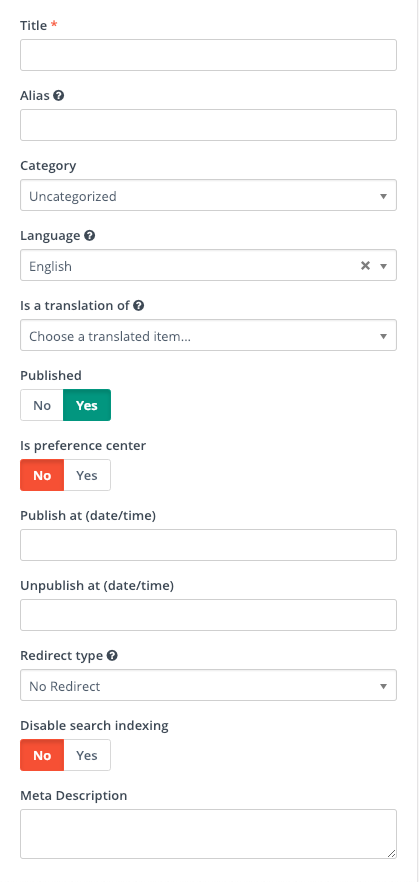 Title *
Alias
Category
Uncategorized
Language
English
Is a translation of
Choose a translated item...
Published
No Yes
Is preference center
No Yes
Publish at (date/time)
Unpublish at (date/time)
Redirect type
No Redirect
Disable search indexing
No Yes
Meta Description